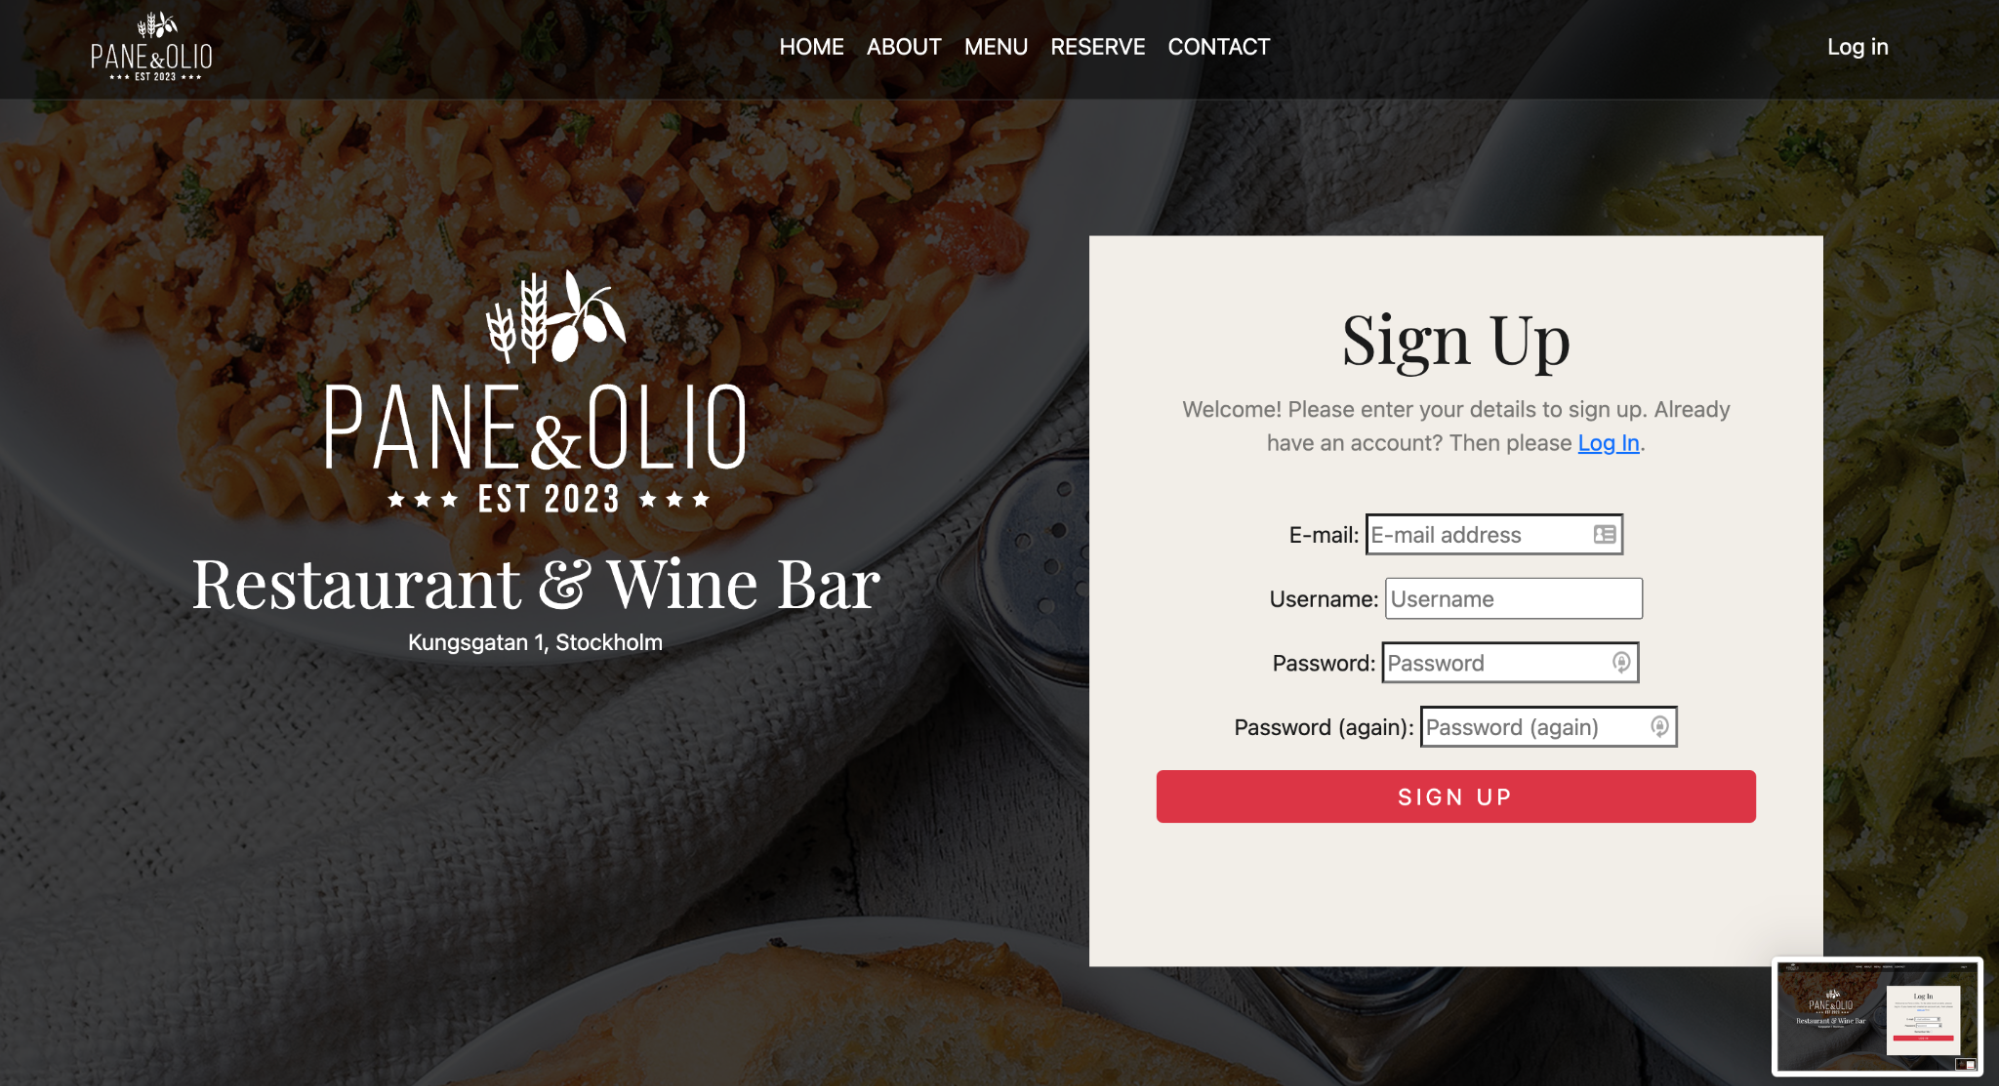 PANE&OLIO
*** EST 2023 ***
HOME ABOUT MENU RESERVE CONTACT
Log in
PANE&OLIO
★★★ EST 2023 ★★★
Restaurant & Wine Bar
Kungsgatan 1, Stockholm
Sign Up
Welcome! Please enter your details to sign up. Already
have an account? Then please Log In.
E-mail: E-mail address
Username: Username
Password: Password
Password (again): Password (again)
SIGN UP
Log In
PANE&OLIO
Restaurant & Wine Bar